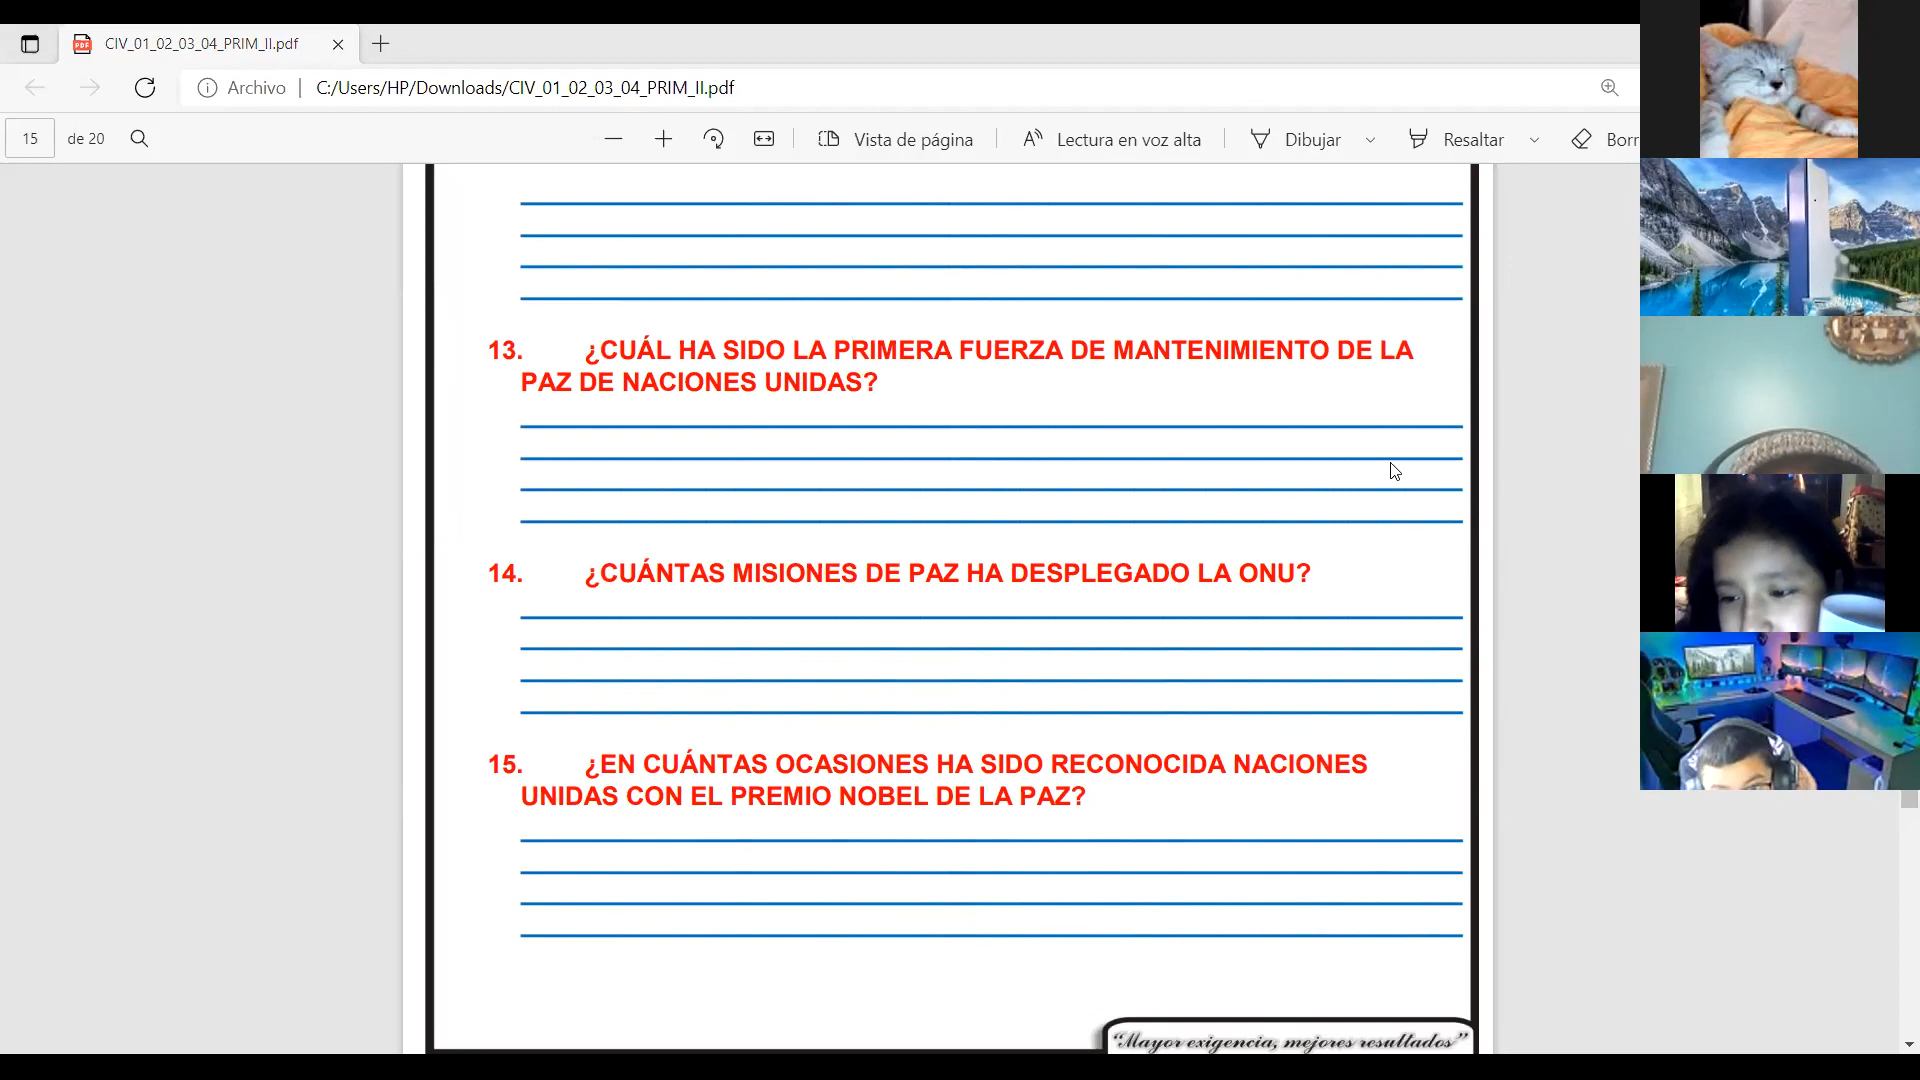 CIV_01_02_03_04_PRIM_II.pdf
Archivo | C:/Users/HP/Downloads/CIV_01_02_03_04_PRIM_II.pdf
15 de 20 Vista de página Lectura en voz alta Dibujar Resaltar Borr
13. ¿CUÁL HA SIDO LA PRIMERA FUERZA DE MANTENIMIENTO DE LA
PAZ DE NACIONES UNIDAS?
14. ¿CUÁNTAS MISIONES DE PAZ HA DESPLEGADO LA ONU?
15. ¿EN CUÁNTAS OCASIONES HA SIDO RECONOCIDA NACIONES
UNIDAS CON EL PREMIO NOBEL DE LA PAZ?
"Mayor exigencia, mejores resultados"